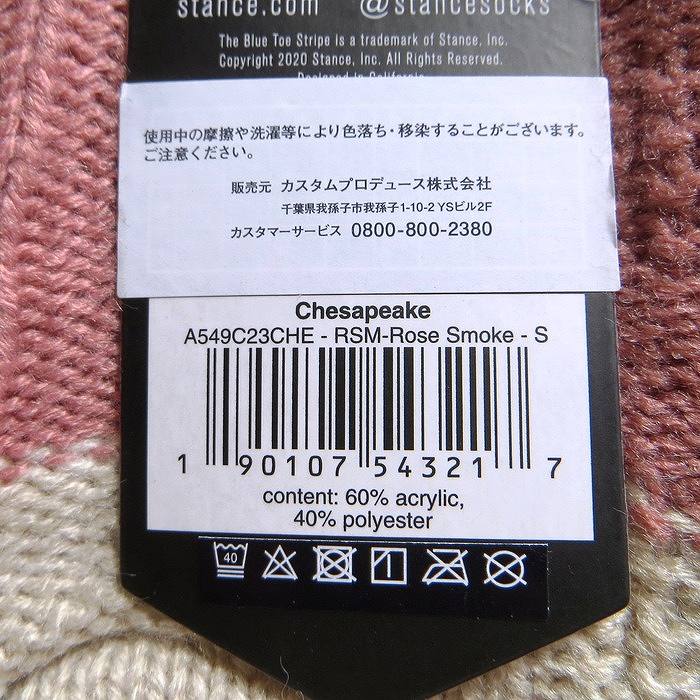 stance.com @stancesocks
The Blue Toe Stripe is a trademark of Stance, Inc.
Copyright 2020 Stance, Inc. All Rights Reserved.
Designed in California
使用中の摩擦や洗濯等により色落ち・移染することがございます。
ご注意ください。
販売元 カスタムプロデュース株式会社
千葉県我孫子市我孫子1-10-2 YSビル2F
カスタマーサービス 0800-800-2380
Chesapeake
A549C23CHE - RSM-Rose Smoke - S
1 90107 54321 7
content: 60% acrylic,
40% polyester
40